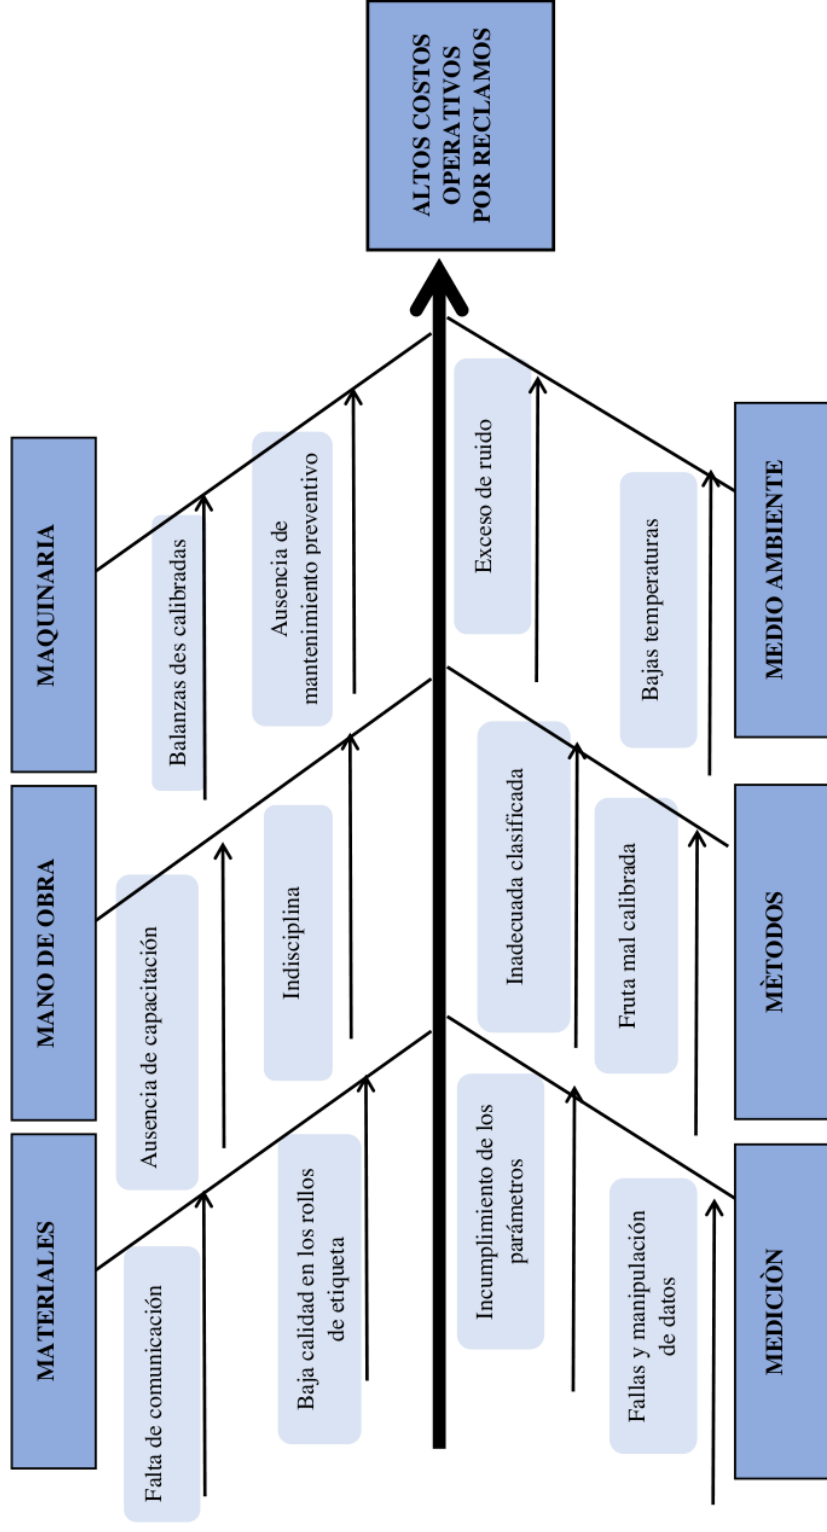 MATERIALES
MANO DE OBRA
MAQUINARIA
Falta de comunicación
Ausencia de capacitación
Balanzas des calibradas
Baja calidad en los rollos
de etiqueta
Indisciplina
Ausencia de
mantenimiento preventivo
ALTOS COSTOS
OPERATIVOS
POR RECLAMOS
Incumplimiento de los
parámetros
Inadecuada clasificada
Exceso de ruido
Fallas y manipulación
de datos
Fruta mal calibrada
Bajas temperaturas
MEDICIÒN
MÈTODOS
MEDIO AMBIENTE